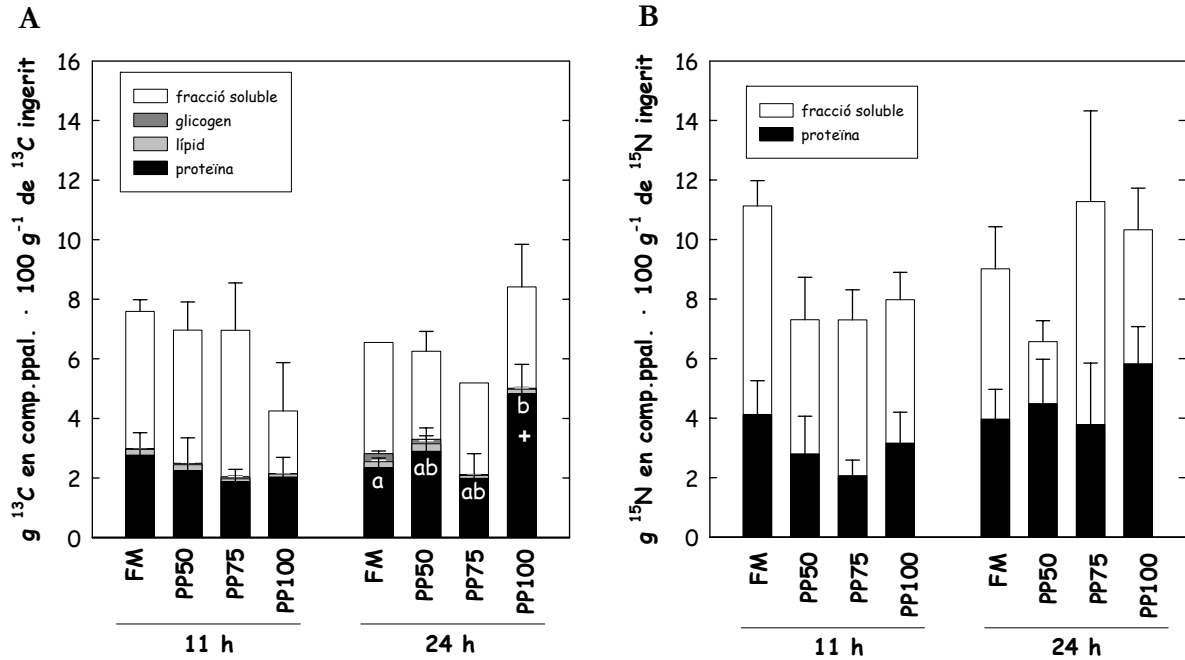 A
g ¹³C en comp.ppal. · 100 g⁻¹ de ¹³C ingerit
16
14
12
10
8
6
4
2
0
fracció soluble
glicogen
lípid
proteïna
a
ab
ab
b
+
FM
PP50
PP75
PP100
FM
PP50
PP75
PP100
11 h
24 h
B
g ¹⁵N en comp.ppal. · 100 g⁻¹ de ¹⁵N ingerit
16
14
12
10
8
6
4
2
0
fracció soluble
proteïna
FM
PP50
PP75
PP100
FM
PP50
PP75
PP100
11 h
24 h